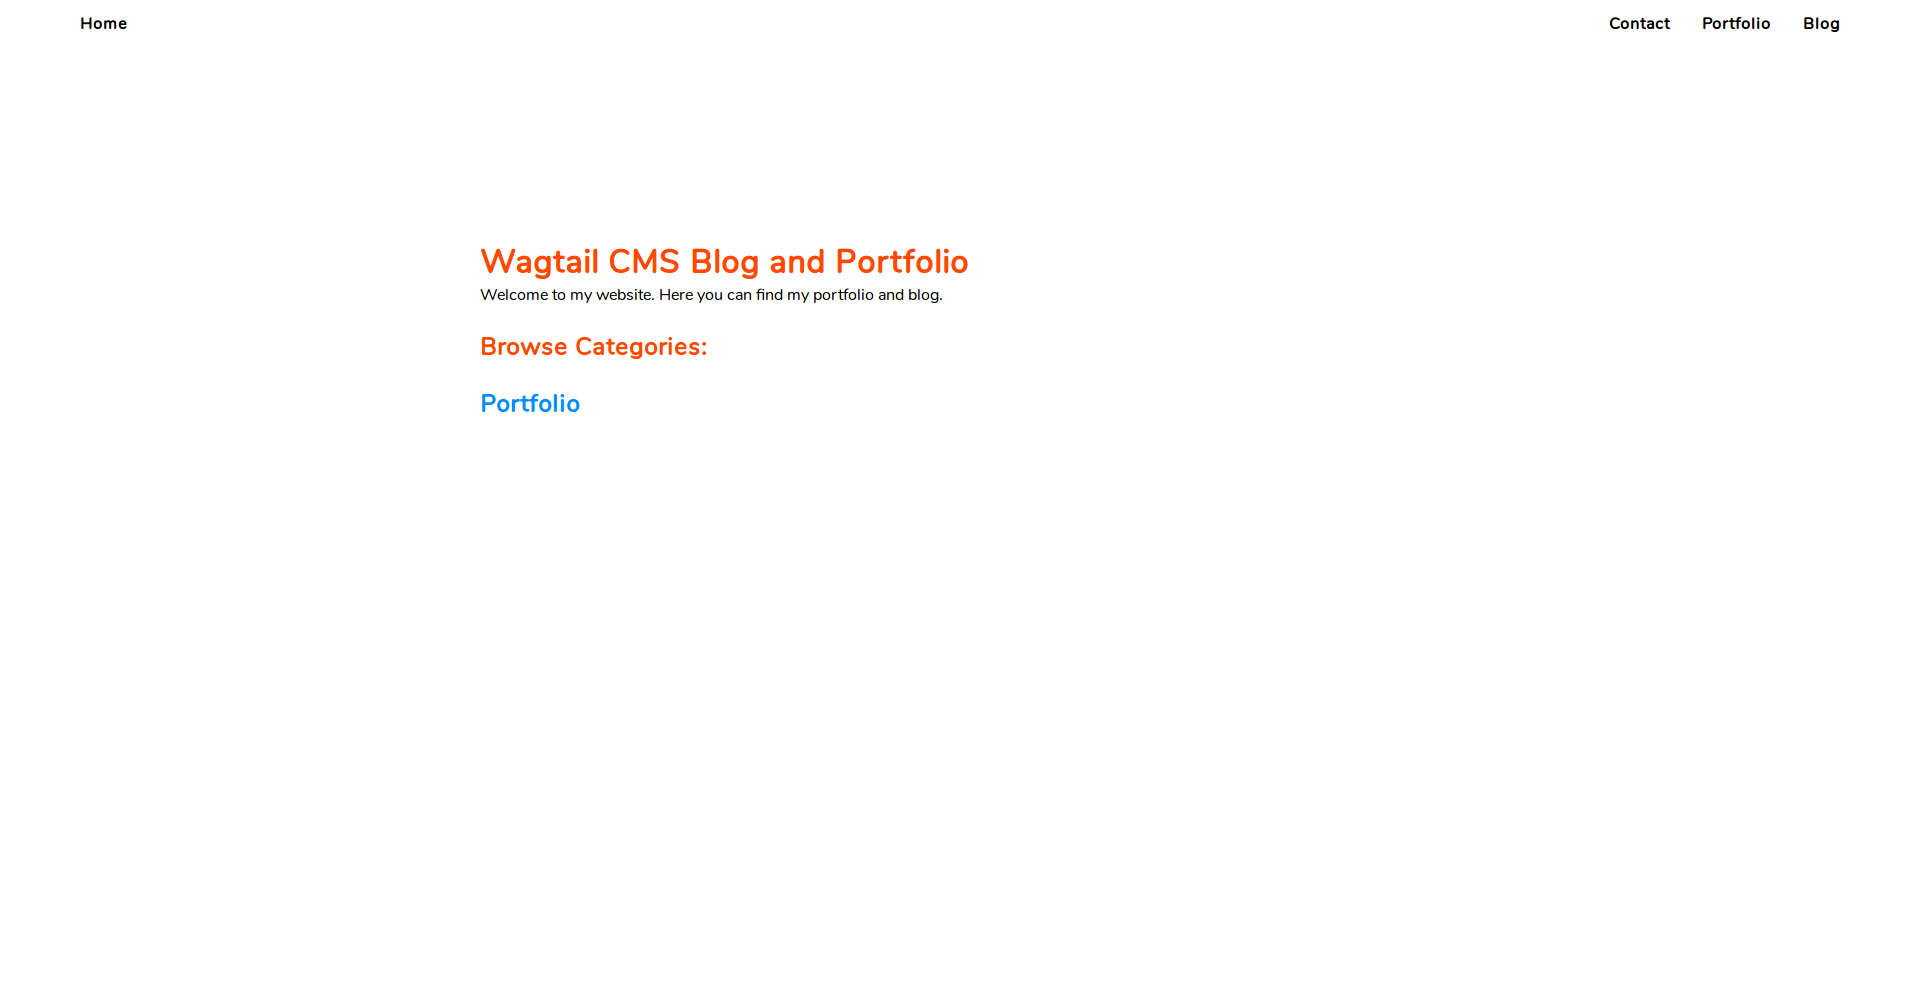 Home Contact Portfolio Blog
Wagtail CMS Blog and Portfolio
Welcome to my website. Here you can find my portfolio and blog.
Browse Categories:
Portfolio